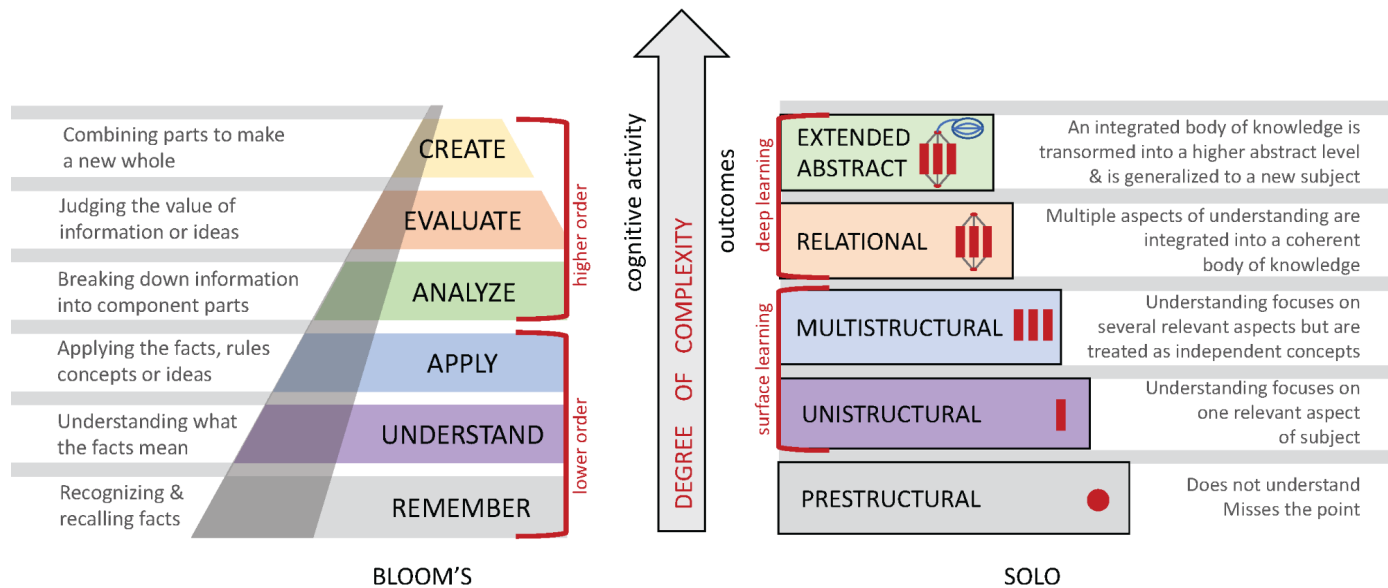 Combining parts to make
a new whole
CREATE
Judging the value of
information or ideas
EVALUATE
Breaking down information
into component parts
ANALYZE
higher order
Applying the facts, rules
concepts or ideas
APPLY
Understanding what
the facts mean
UNDERSTAND
Recognizing &
recalling facts
REMEMBER
lower order
BLOOM'S
cognitive activity
DEGREE OF COMPLEXITY
outcomes
deep learning
EXTENDED
ABSTRACT
An integrated body of knowledge is
transormed into a higher abstract level
& is generalized to a new subject
RELATIONAL
Multiple aspects of understanding are
integrated into a coherent
body of knowledge
surface learning
MULTISTRUCTURAL
Understanding focuses on
several relevant aspects but are
treated as independent concepts
UNISTRUCTURAL
Understanding focuses on
one relevant aspect
of subject
PRESTRUCTURAL
Does not understand
Misses the point
SOLO